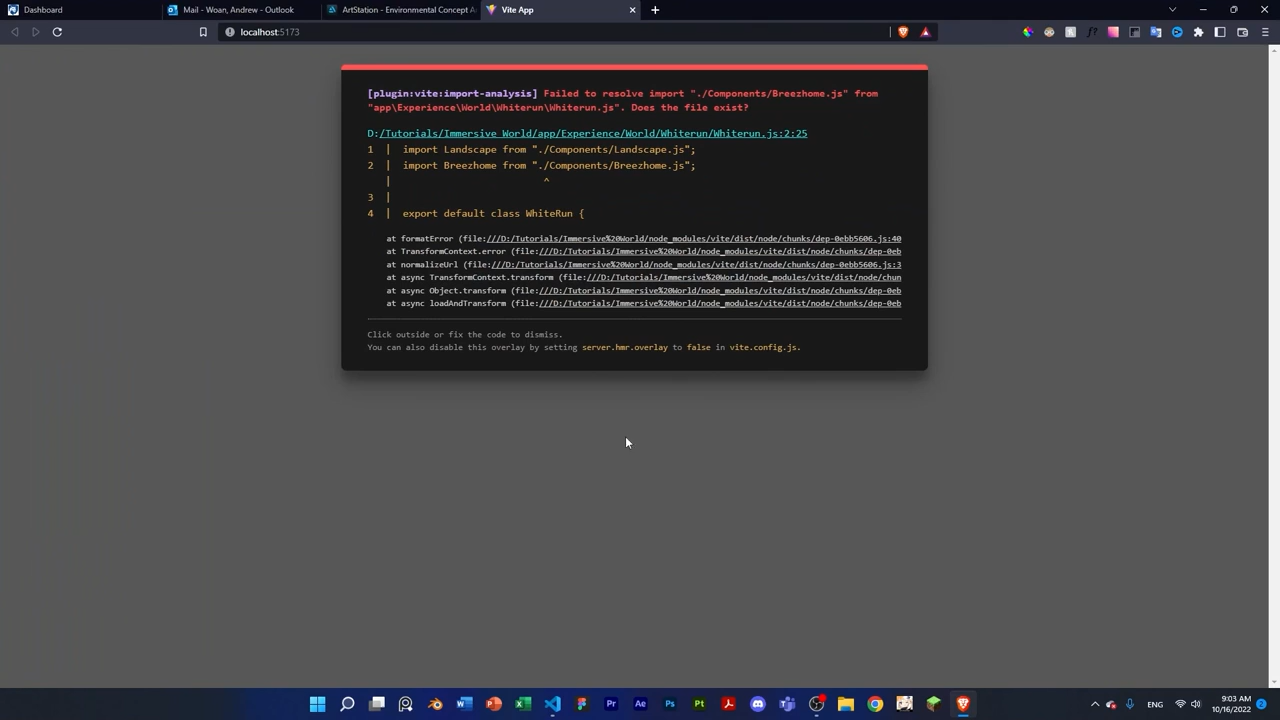 Dashboard
Mail - Woan, Andrew - Outlook
ArtStation - Environmental Concept A
Vite App
localhost:5173
[plugin:vite:import-analysis] Failed to resolve import "./Components/Breezhome.js" from
"app\Experience\World\Whiterun\Whiterun.js". Does the file exist?
D:/Tutorials/Immersive World/app/Experience/World/Whiterun/Whiterun.js:2:25
1 | import Landscape from "./Components/Landscape.js";
2 | import Breezhome from "./Components/Breezhome.js";
| ^
3 |
4 | export default class WhiteRun {
at formatError (file:///D:/Tutorials/Immersive%20World/node_modules/vite/dist/node/chunks/dep-0ebb5606.js:40
at TransformContext.error (file:///D:/Tutorials/Immersive%20World/node_modules/vite/dist/node/chunks/dep-0eb
at normalizeUrl (file:///D:/Tutorials/Immersive%20World/node_modules/vite/dist/node/chunks/dep-0ebb5606.js:3
at async TransformContext.transform (file:///D:/Tutorials/Immersive%20World/node_modules/vite/dist/node/chun
at async Object.transform (file:///D:/Tutorials/Immersive%20World/node_modules/vite/dist/node/chunks/dep-0eb
at async loadAndTransform (file:///D:/Tutorials/Immersive%20World/node_modules/vite/dist/node/chunks/dep-0eb
Click outside or fix the code to dismiss.
You can also disable this overlay by setting server.hmr.overlay to false in vite.config.js.
ENG
9:03 AM
10/16/2022